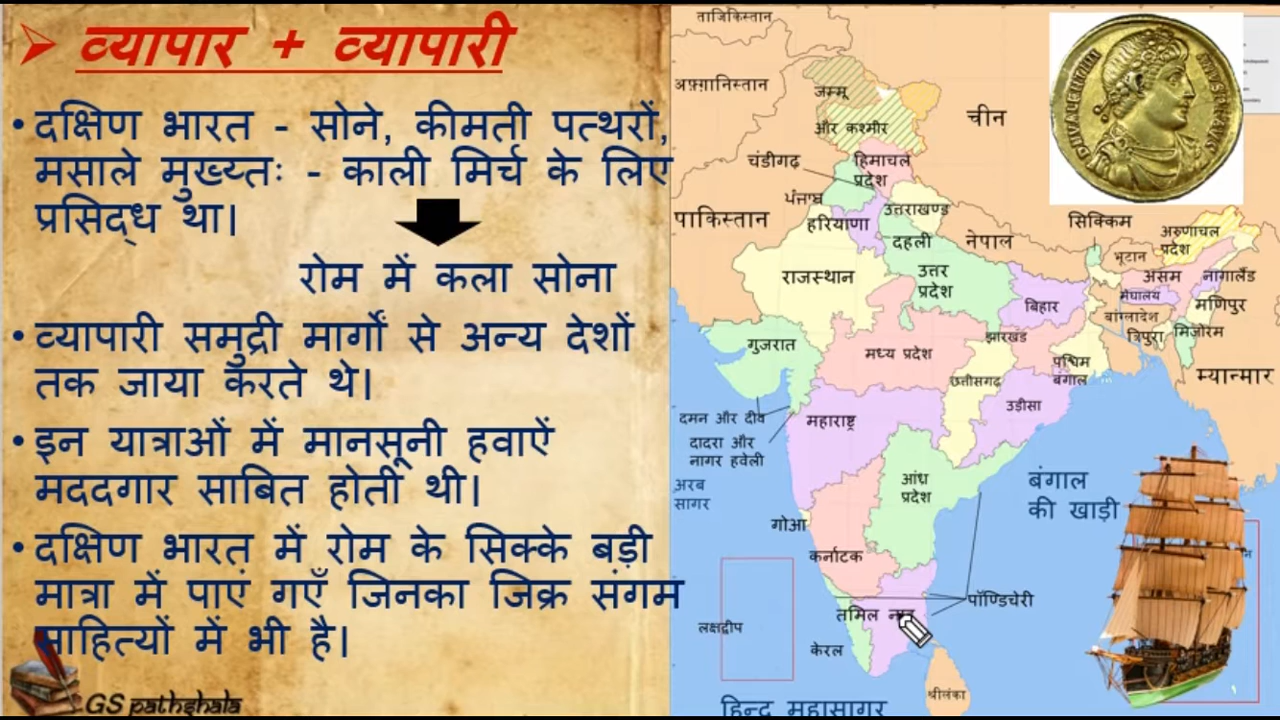 व्यापार + व्यापारी
• दक्षिण भारत - सोने, कीमती पत्थरों,
मसाले मुख्य्तः - काली मिर्च के लिए
प्रसिद्ध था।
रोम में कला सोना
• व्यापारी समुद्री मार्गों से अन्य देशों
तक जाया करते थे।
• इन यात्राओं में मानसूनी हवाऐं
मददगार साबित होती थी।
• दक्षिण भारत में रोम के सिक्के बड़ी
मात्रा में पाएं गएँ जिनका जिक्र संगम
साहित्यों में भी है।
GS pathshala
ताजिकिस्तान
अफ़्ग़ानिस्तान
जम्मू
और कश्मीर
चीन
चंडीगढ़
हिमाचल
प्रदेश
ਪੰਜਾਬ
उत्तराखण्ड
पाकिस्तान
हरियाणा
दहली
नेपाल
सिक्किम
अरुणाचल
प्रदेश
भूटान
राजस्थान
उत्तर
प्रदेश
असम
नागालैंड
बिहार
मेघालय
मणिपुर
बांग्लादेश
गुजरात
मध्य प्रदेश
झारखंड
त्रिपुरा
मिज़ोरम
पश्चिम
बंगाल
म्यान्मार
छत्तीसगढ़
दमन और दीव
महाराष्ट्र
उड़ीसा
दादरा और
नागर हवेली
अरब
सागर
आंध
प्रदेश
बंगाल
की खाड़ी
गोआ
कर्नाटक
पॉण्डिचेरी
तमिल
लक्षद्वीप
केरल
श्रीलंका
हिन्द महासागर